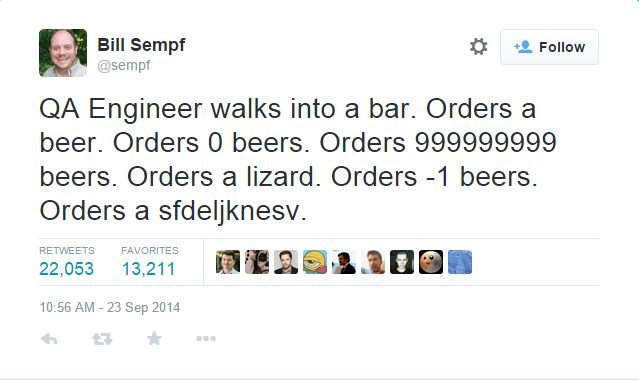 Bill Sempf
@sempf
Follow
QA Engineer walks into a bar. Orders a
beer. Orders 0 beers. Orders 999999999
beers. Orders a lizard. Orders -1 beers.
Orders a sfdeljknesv.
RETWEETS FAVORITES
22,053 13,211
10:56 AM - 23 Sep 2014